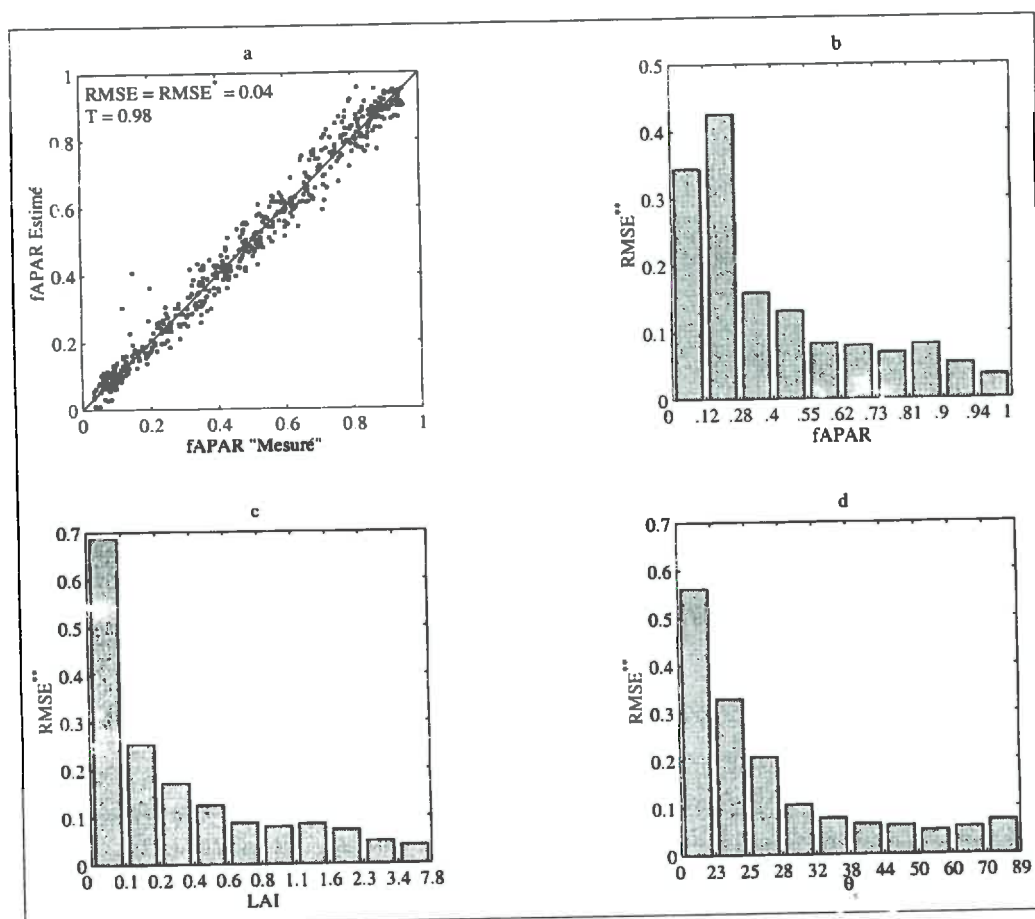 a
RMSE = RMSE* = 0.04
T = 0.98
1
0.8
0.6
0.4
0.2
0
fAPAR Estimé
0 0.2 0.4 0.6 0.8 1
fAPAR "Mesuré"
b
0.5
0.4
0.3
0.2
0.1
0
RMSE**
0 .12 .28 .4 .55 .62 .73 .81 .9 .94 1
fAPAR
c
0.7
0.6
0.5
0.4
0.3
0.2
0.1
0
RMSE**
0 0.1 0.2 0.4 0.6 0.8 1.1 1.6 2.3 3.4 7.8
LAI
d
0.7
0.6
0.5
0.4
0.3
0.2
0.1
0
RMSE**
0 23 25 28 32 38 44 50 60 70 89
θ